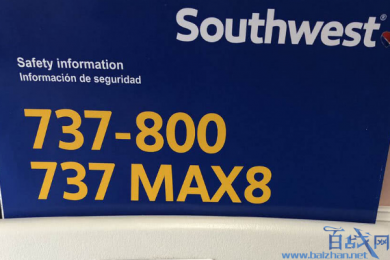 Southwest
Safety information
Información de seguridad
737-800
737 MAX8
百战网
www.baizhan.net